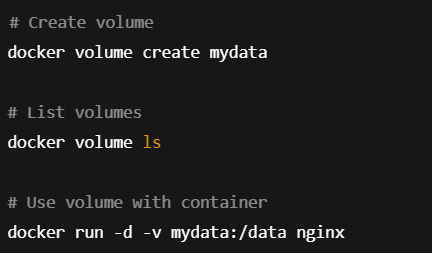 # Create volume
docker volume create mydata
# List volumes
docker volume ls
# Use volume with container
docker run -d -v mydata:/data nginx